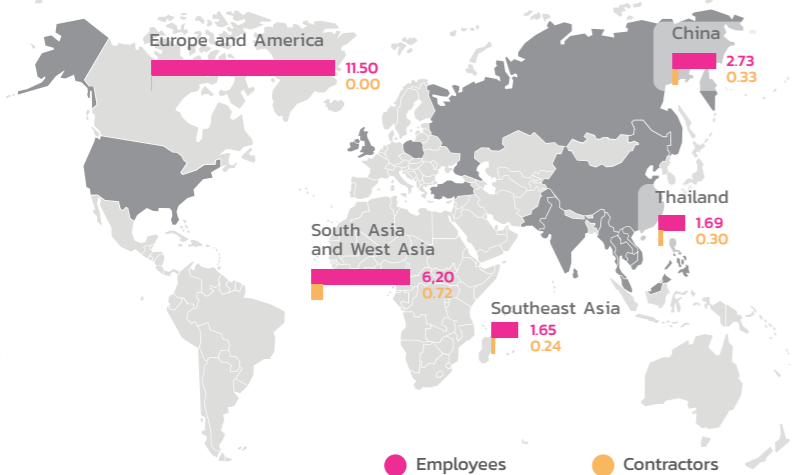 Europe and America
11.50
0.00
China
2.73
0.33
Thailand
1.69
0.30
South Asia
and West Asia
6,20
0.72
Southeast Asia
1.65
0.24
Employees
Contractors